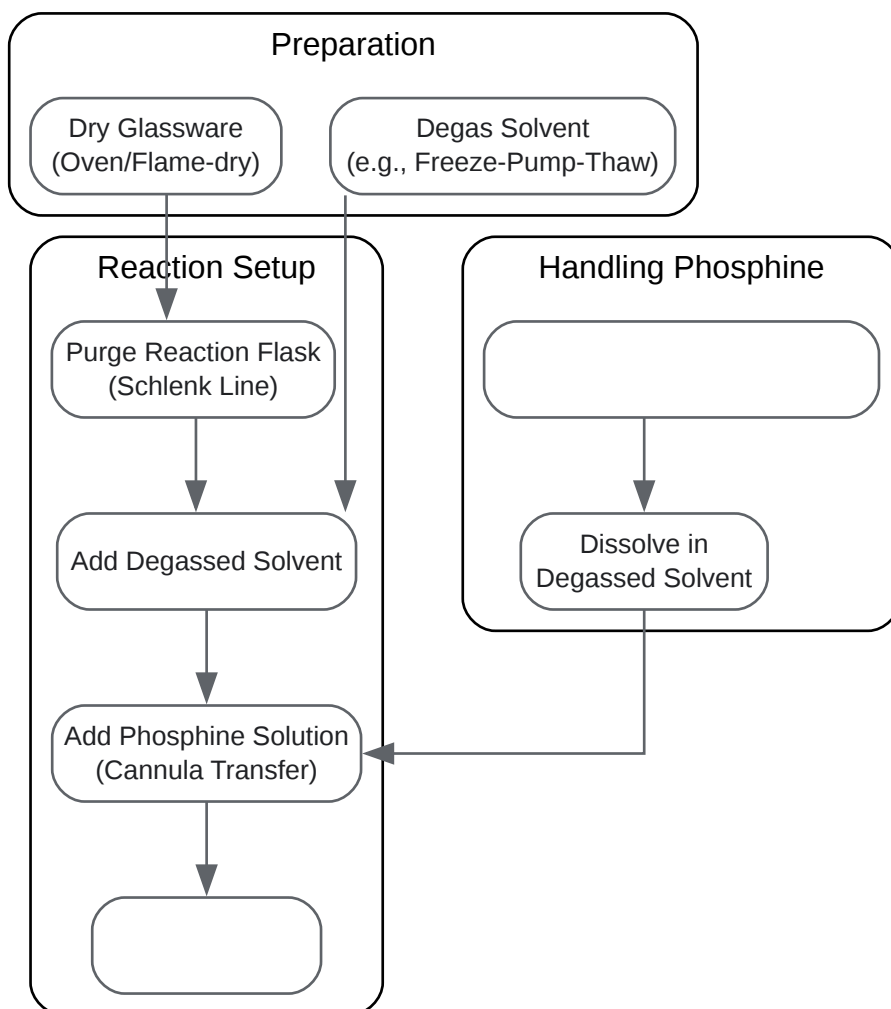 Preparation
Dry Glassware
(Oven/Flame-dry)
Degas Solvent
(e.g., Freeze-Pump-Thaw)
Reaction Setup
Purge Reaction Flask
(Schlenk Line)
Add Degassed Solvent
Add Phosphine Solution
(Cannula Transfer)
Handling Phosphine
Dissolve in
Degassed Solvent